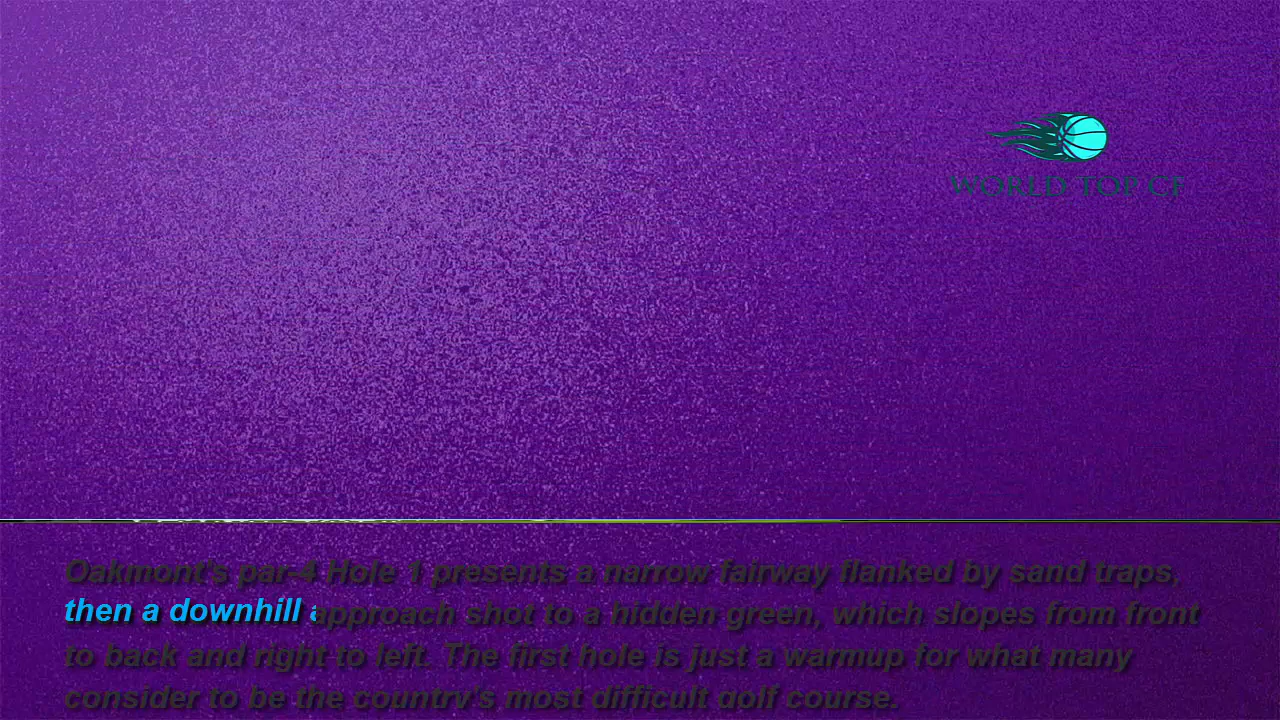 WORLD TOP CF
Oakmont's par-4 Hole 1 presents a narrow fairway flanked by sand traps,
then a downhill approach shot to a hidden green, which slopes from front
to back and right to left. The first hole is just a warmup for what many
consider to be the country's most difficult golf course.